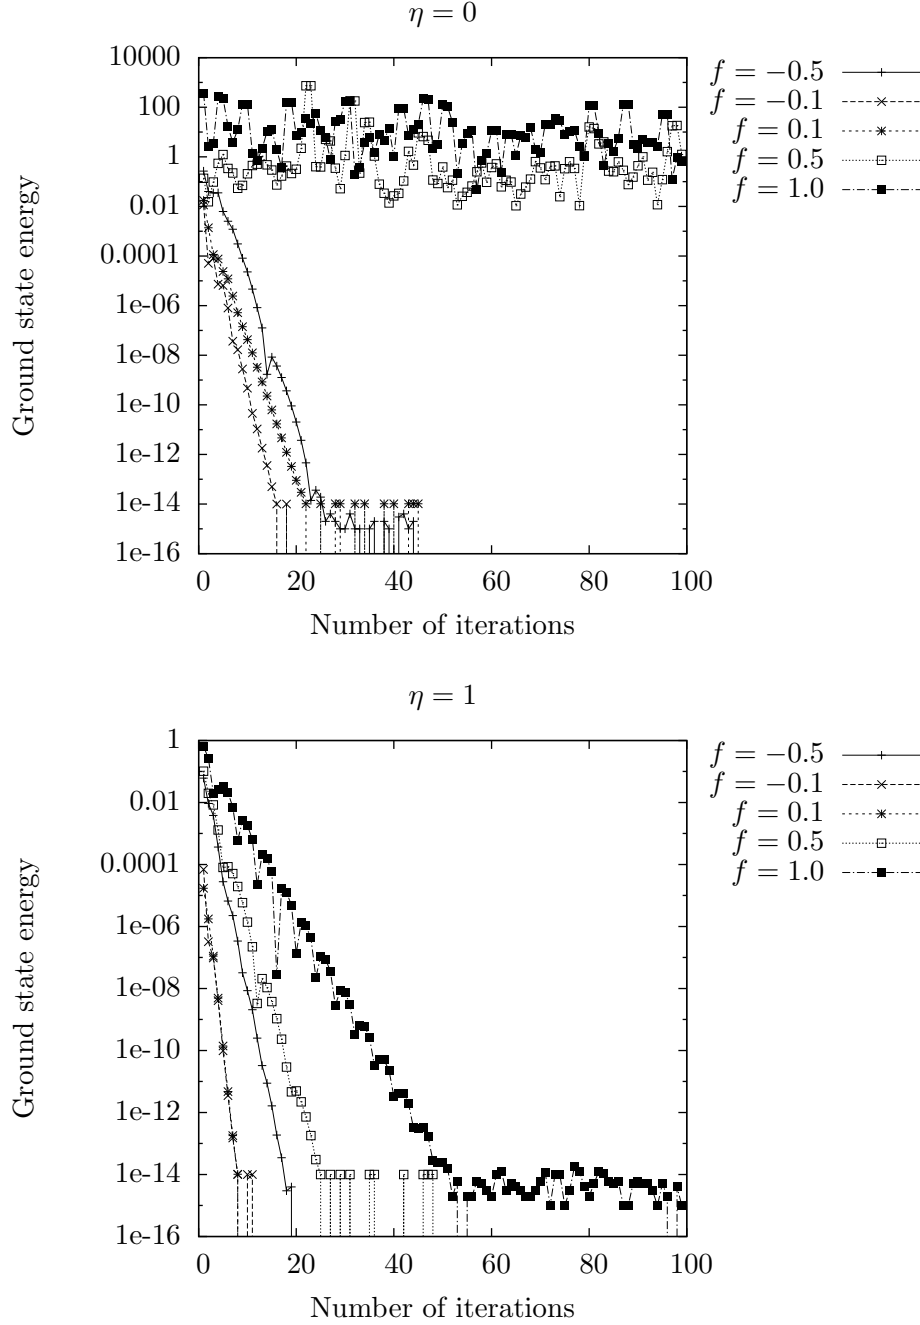 η = 0
10000
100
1
0.01
0.0001
1e-06
1e-08
1e-10
1e-12
1e-14
1e-16
0 20 40 60 80 100
Ground state energy
Number of iterations
f = −0.5
f = −0.1
f = 0.1
f = 0.5
f = 1.0
η = 1
1
0.01
0.0001
1e-06
1e-08
1e-10
1e-12
1e-14
1e-16
0 20 40 60 80 100
Ground state energy
Number of iterations
f = −0.5
f = −0.1
f = 0.1
f = 0.5
f = 1.0